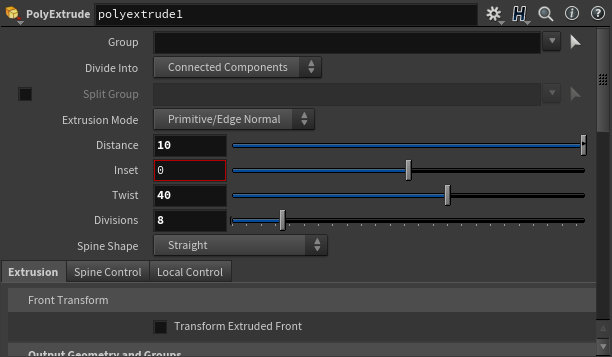 PolyExtrude polyextrude1
Group
Divide Into Connected Components
Split Group
Extrusion Mode Primitive/Edge Normal
Distance 10
Inset 0
Twist 40
Divisions 8
Spine Shape Straight
Extrusion Spine Control Local Control
Front Transform
Transform Extruded Front
Output Geometry and Groups